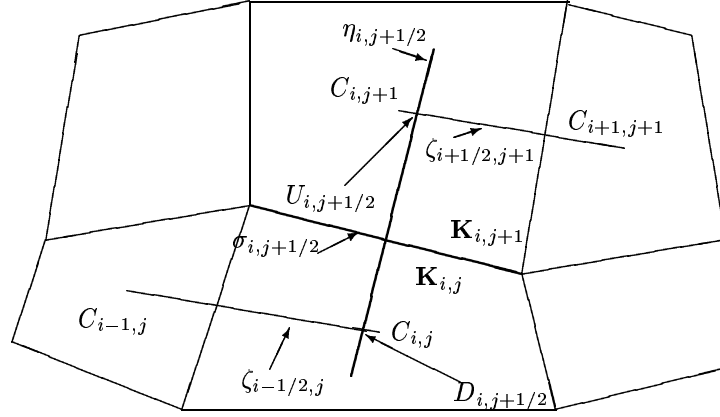 η_{i,j+1/2}
C_{i,j+1}
C_{i+1,j+1}
ζ_{i+1/2,j+1}
U_{i,j+1/2}
K_{i,j+1}
σ_{i,j+1/2}
K_{i,j}
C_{i−1,j}
C_{i,j}
ζ_{i−1/2,j}
D_{i,j+1/2}